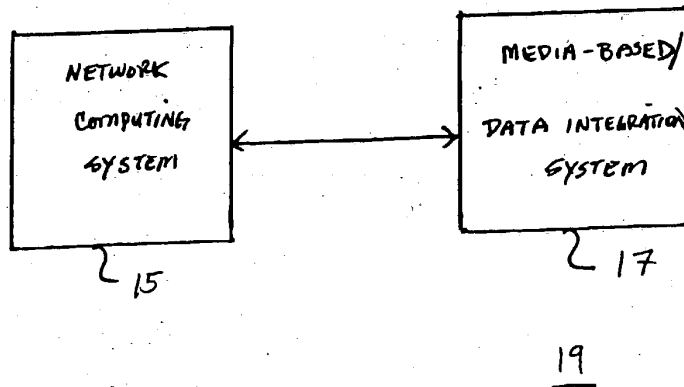 NETWORK
COMPUTING
SYSTEM
MEDIA-BASED/
DATA INTEGRATION
SYSTEM
15
17
19